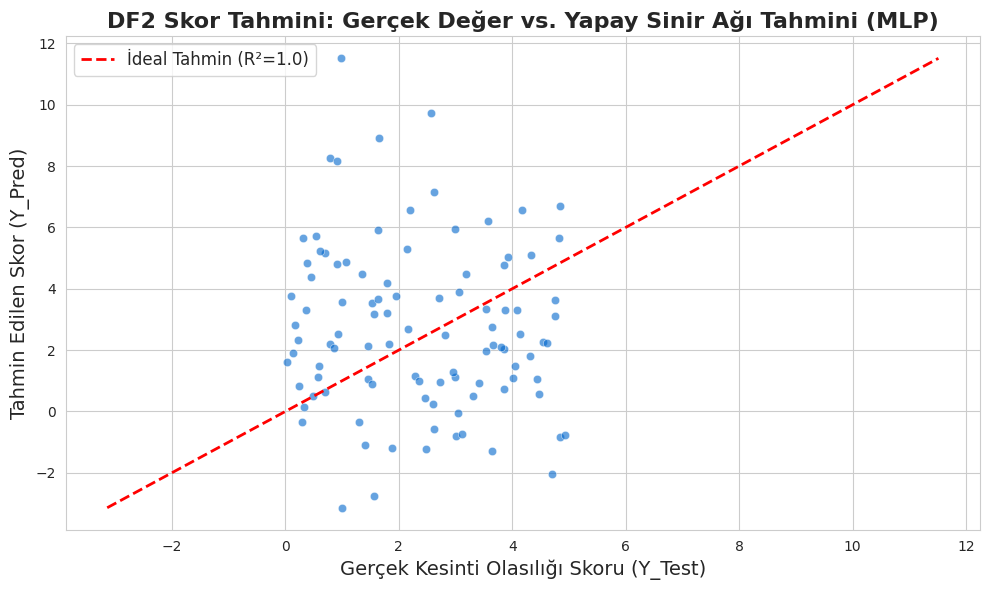 DF2 Skor Tahmini: Gerçek Değer vs. Yapay Sinir Ağı Tahmini (MLP)
İdeal Tahmin (R²=1.0)
Tahmin Edilen Skor (Y_Pred)
12
10
8
6
4
2
0
−2
−2 0 2 4 6 8 10 12
Gerçek Kesinti Olasılığı Skoru (Y_Test)